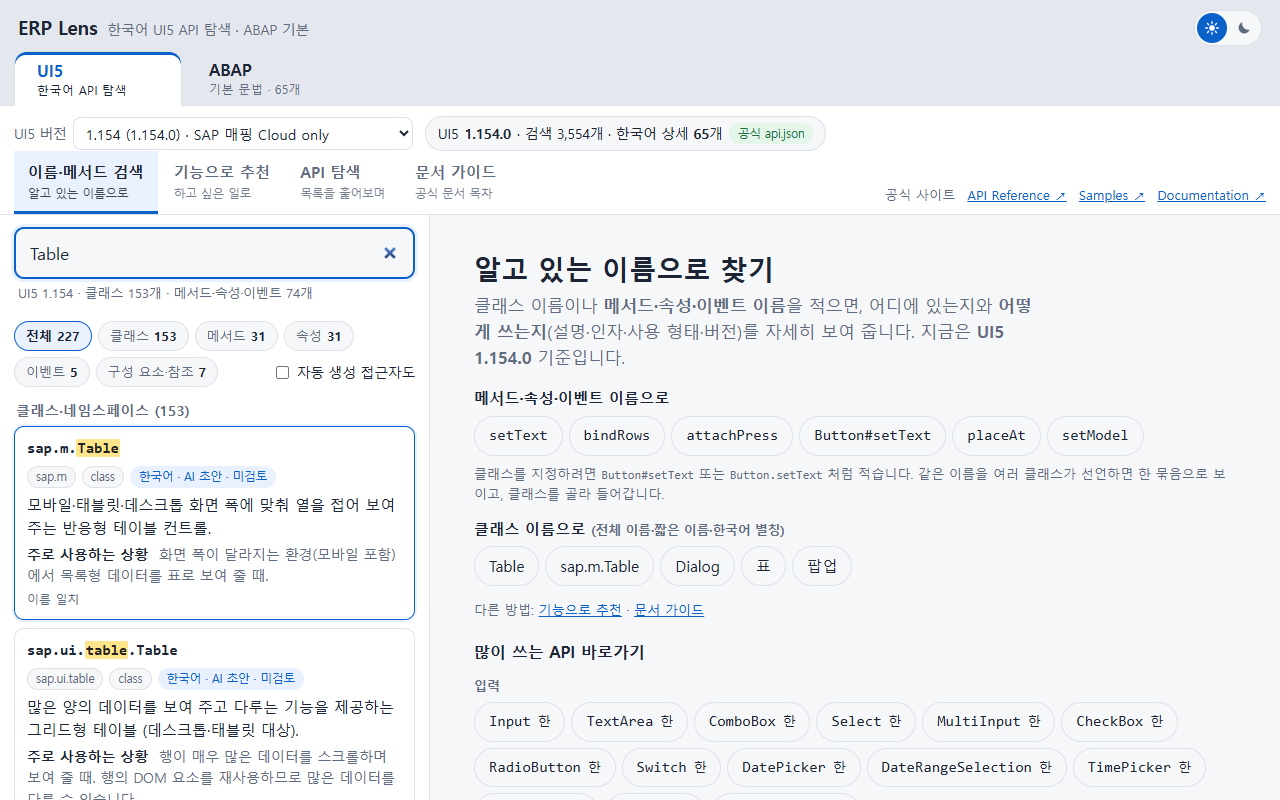 ERP Lens 한국어 UI5 API 탐색 · ABAP 기본
UI5
한국어 API 탐색
ABAP
기본 문법 · 65개
UI5 버전
1.154 (1.154.0) · SAP 매핑 Cloud only
UI5 1.154.0 · 검색 3,554개 · 한국어 상세 65개 공식 api.json
이름·메서드 검색
알고 있는 이름으로
기능으로 추천
하고 싶은 일로
API 탐색
목록을 훑어보며
문서 가이드
공식 문서 목차
공식 사이트 API Reference ↗ Samples ↗ Documentation ↗
Table
UI5 1.154 · 클래스 153개 · 메서드·속성·이벤트 74개
전체 227 클래스 153 메서드 31 속성 31
이벤트 5 구성 요소·참조 7 자동 생성 접근자도
클래스·네임스페이스 (153)
sap.m.Table
sap.m class 한국어 · AI 초안 · 미검토
모바일·태블릿·데스크톱 화면 폭에 맞춰 열을 접어 보여
주는 반응형 테이블 컨트롤.
주로 사용하는 상황 화면 폭이 달라지는 환경(모바일 포함)
에서 목록형 데이터를 표로 보여 줄 때.
이름 일치
sap.ui.table.Table
sap.ui.table class 한국어 · AI 초안 · 미검토
많은 양의 데이터를 보여 주고 다루는 기능을 제공하는
그리드형 테이블 (데스크톱·태블릿 대상).
주로 사용하는 상황 행이 매우 많은 데이터를 스크롤하며
보여 줄 때. 행의 DOM 요소를 재사용하므로 많은 데이터를
다룰 수 있습니다.
알고 있는 이름으로 찾기
클래스 이름이나 메서드·속성·이벤트 이름을 적으면, 어디에 있는지와 어떻
게 쓰는지(설명·인자·사용 형태·버전)를 자세히 보여 줍니다. 지금은 UI5
1.154.0 기준입니다.
메서드·속성·이벤트 이름으로
setText bindRows attachPress Button#setText placeAt setModel
클래스를 지정하려면 Button#setText 또는 Button.setText 처럼 적습니다. 같은 이름을 여러 클래스가 선언하면 한 묶음으로 보
이고, 클래스를 골라 들어갑니다.
클래스 이름으로 (전체 이름·짧은 이름·한국어 별칭)
Table sap.m.Table Dialog 표 팝업
다른 방법: 기능으로 추천 · 문서 가이드
많이 쓰는 API 바로가기
입력
Input 한 TextArea 한 ComboBox 한 Select 한 MultiInput 한 CheckBox 한
RadioButton 한 Switch 한 DatePicker 한 DateRangeSelection 한 TimePicker 한